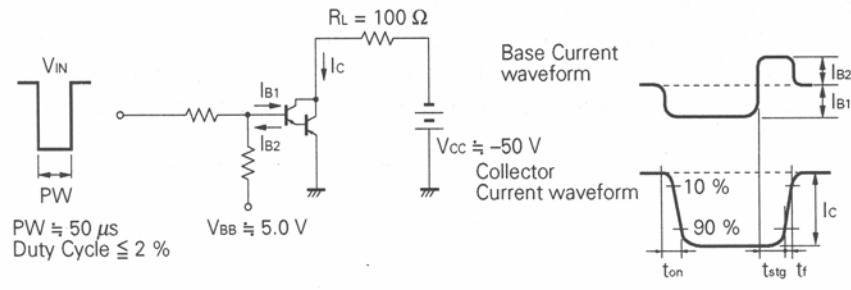 RL = 100 Ω
VIN
IC
IB1
IB2
PW
VCC ≒ −50 V
VBB ≒ 5.0 V
PW ≒ 50 μs
Duty Cycle ≦ 2 %
Base Current
waveform
IB2
IB1
Collector
Current waveform
10 %
90 %
IC
ton
tstg
tf